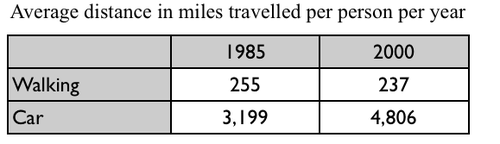 Average distance in miles travelled per person per year
1985 2000
Walking 255 237
Car 3,199 4,806